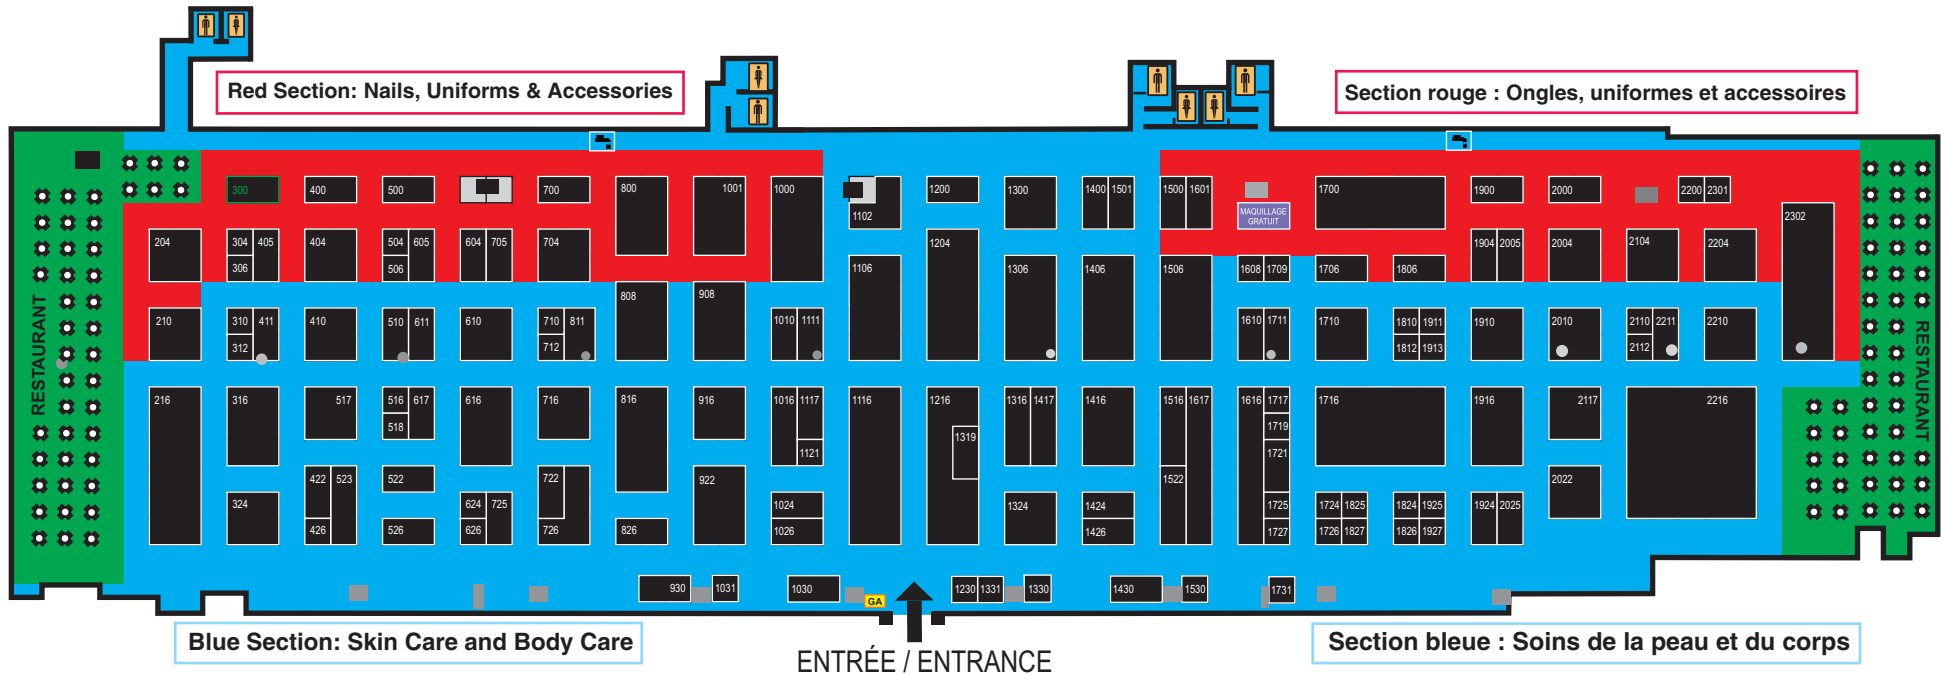 Red Section: Nails, Uniforms & Accessories
Section rouge : Ongles, uniformes et accessoires
300 400 500 700 800 1001 1000 1200 1300 1400 1501 1500 1601 1700 1900 2000 2200 2301
1102 MAQUILLAGE
GRATUIT 2302
204 304 405 404 504 605 604 705 704 1204 1904 2005 2004 2104 2204
306 506 1106 1306 1406 1506 1608 1709 1706 1806
808 908
210 310 411 410 510 611 610 710 811 1010 1111 1610 1711 1710 1810 1911 1910 2010 2110 2211 2210
312 712 1812 1913 2112
RESTAURANT
RESTAURANT
216 316 517 516 617 616 716 816 916 1016 1117 1116 1216 1316 1417 1416 1516 1617 1616 1717 1716 1916 2117 2216
518 1319 1719
1121 1721
422 523 522 722 922 1522 2022
324 624 725 1024 1324 1424 1725 1724 1825 1824 1925 1924 2025
426 526 626 726 826 1026 1426 1727 1726 1827 1826 1927
930 1031 1030 1230 1331 1330 1430 1530 1731
GA
Blue Section: Skin Care and Body Care
Section bleue : Soins de la peau et du corps
ENTRÉE / ENTRANCE